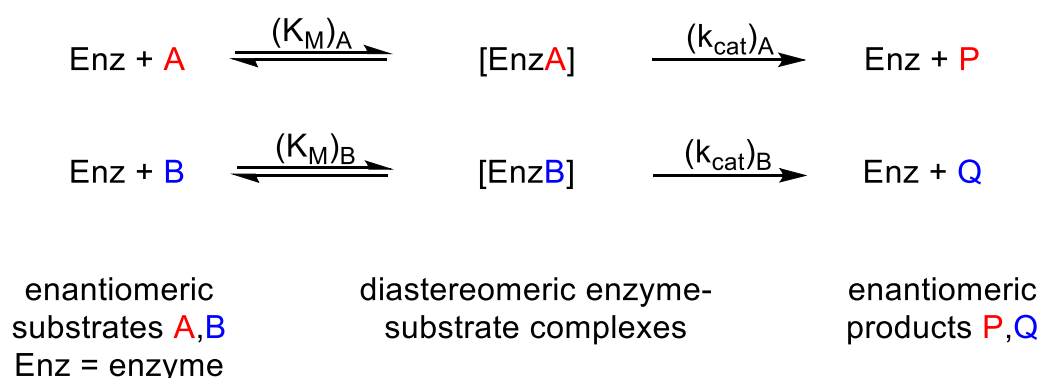 (K_M)_A (k_cat)_A
Enz + A [EnzA] Enz + P
(K_M)_B (k_cat)_B
Enz + B [EnzB] Enz + Q
enantiomeric diastereomeric enzyme- enantiomeric
substrates A,B substrate complexes products P,Q
Enz = enzyme